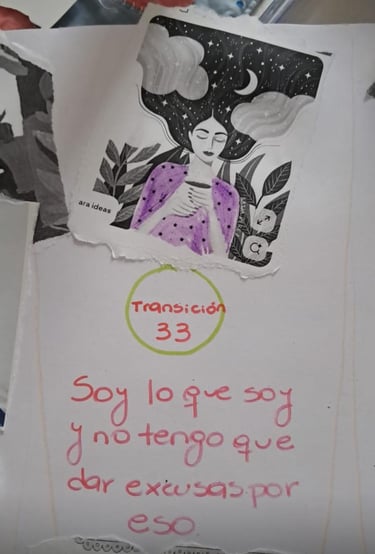 ara ideas
Transición
33
Soy lo que soy
y no tengo que
dar excusas por
eso.